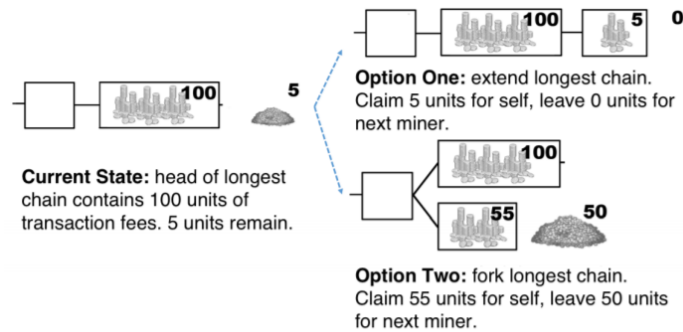 100
5
0
Option One: extend longest chain.
Claim 5 units for self, leave 0 units for
next miner.
100
5
Current State: head of longest
chain contains 100 units of
transaction fees. 5 units remain.
100
55
50
Option Two: fork longest chain.
Claim 55 units for self, leave 50 units
for next miner.